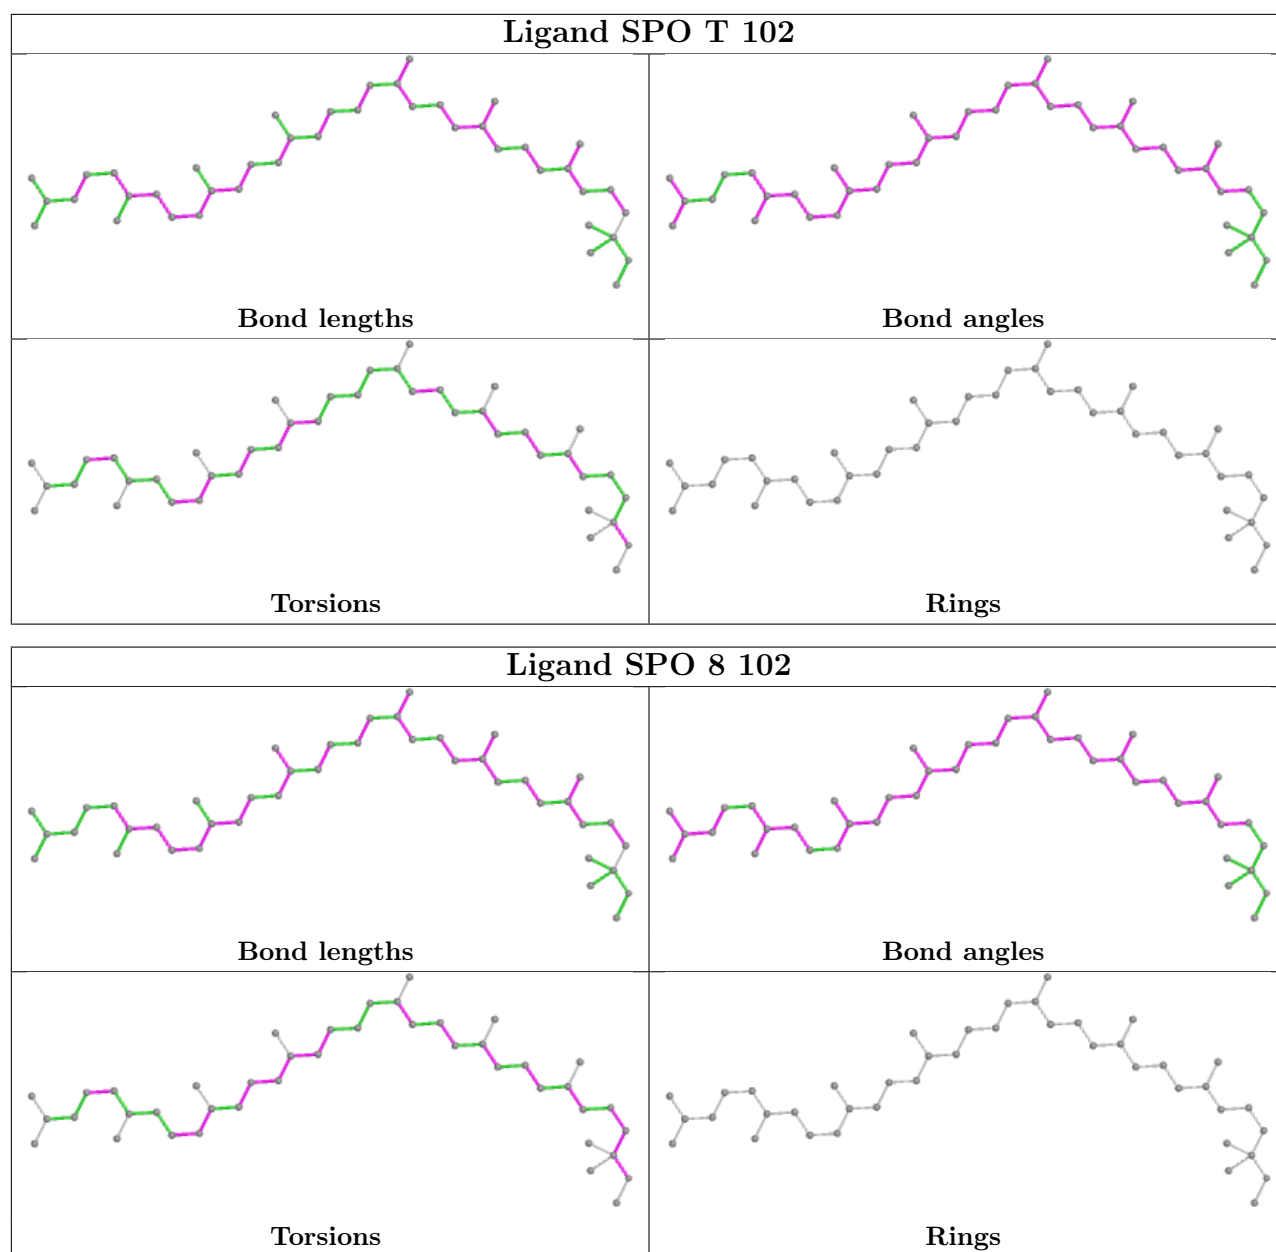 Ligand SPO T 102
Bond lengths
Bond angles
Torsions
Rings
Ligand SPO 8 102
Bond lengths
Bond angles
Torsions
Rings